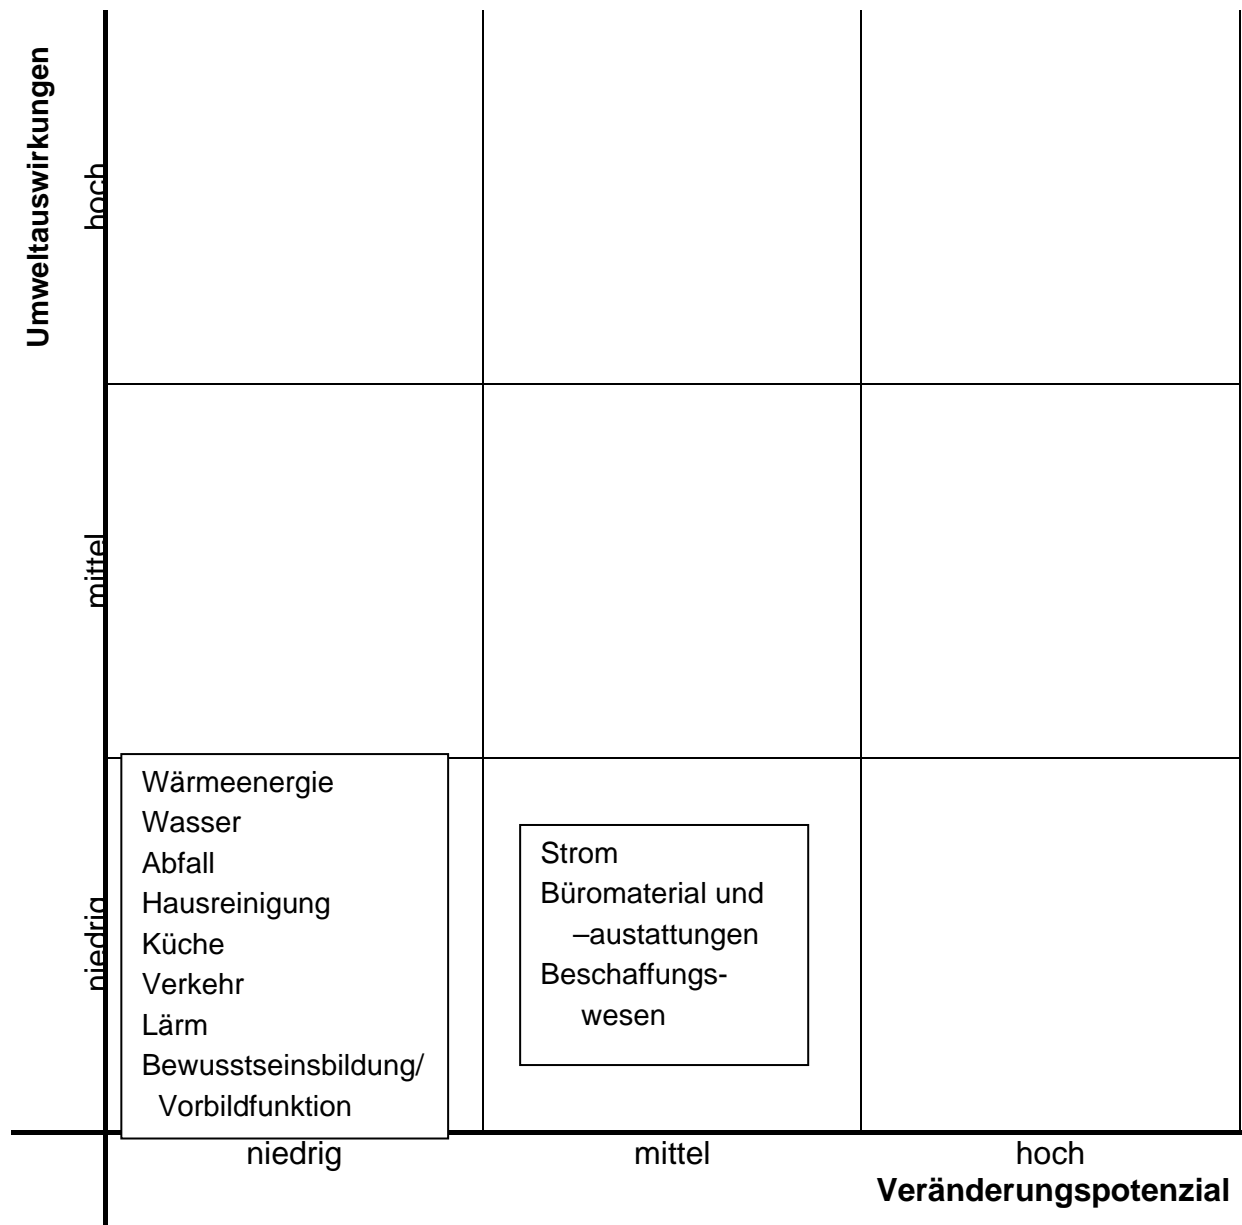 Umweltauswirkungen
hoch
mittel
niedrig
Wärmeenergie
Wasser
Abfall
Hausreinigung
Küche
Verkehr
Lärm
Bewusstseinsbildung/
Vorbildfunktion
Strom
Büromaterial und
–austattungen
Beschaffungs-
wesen
niedrig
mittel
hoch
Veränderungspotenzial